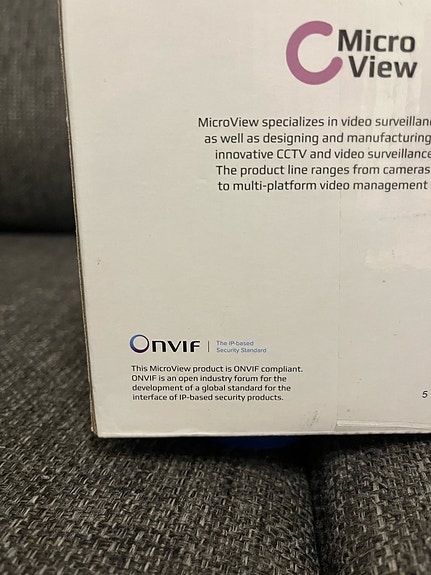 Micro
View
MicroView specializes in video
as well as designing and manufacturing
innovative CCTV and video surveillance
The product line ranges from cameras
to multi-platform video management
ONVIF | The IP-based
Security Standard
This MicroView product is ONVIF compliant.
ONVIF is an open industry forum for the
development of a global standard for the
interface of IP-based security products.
5